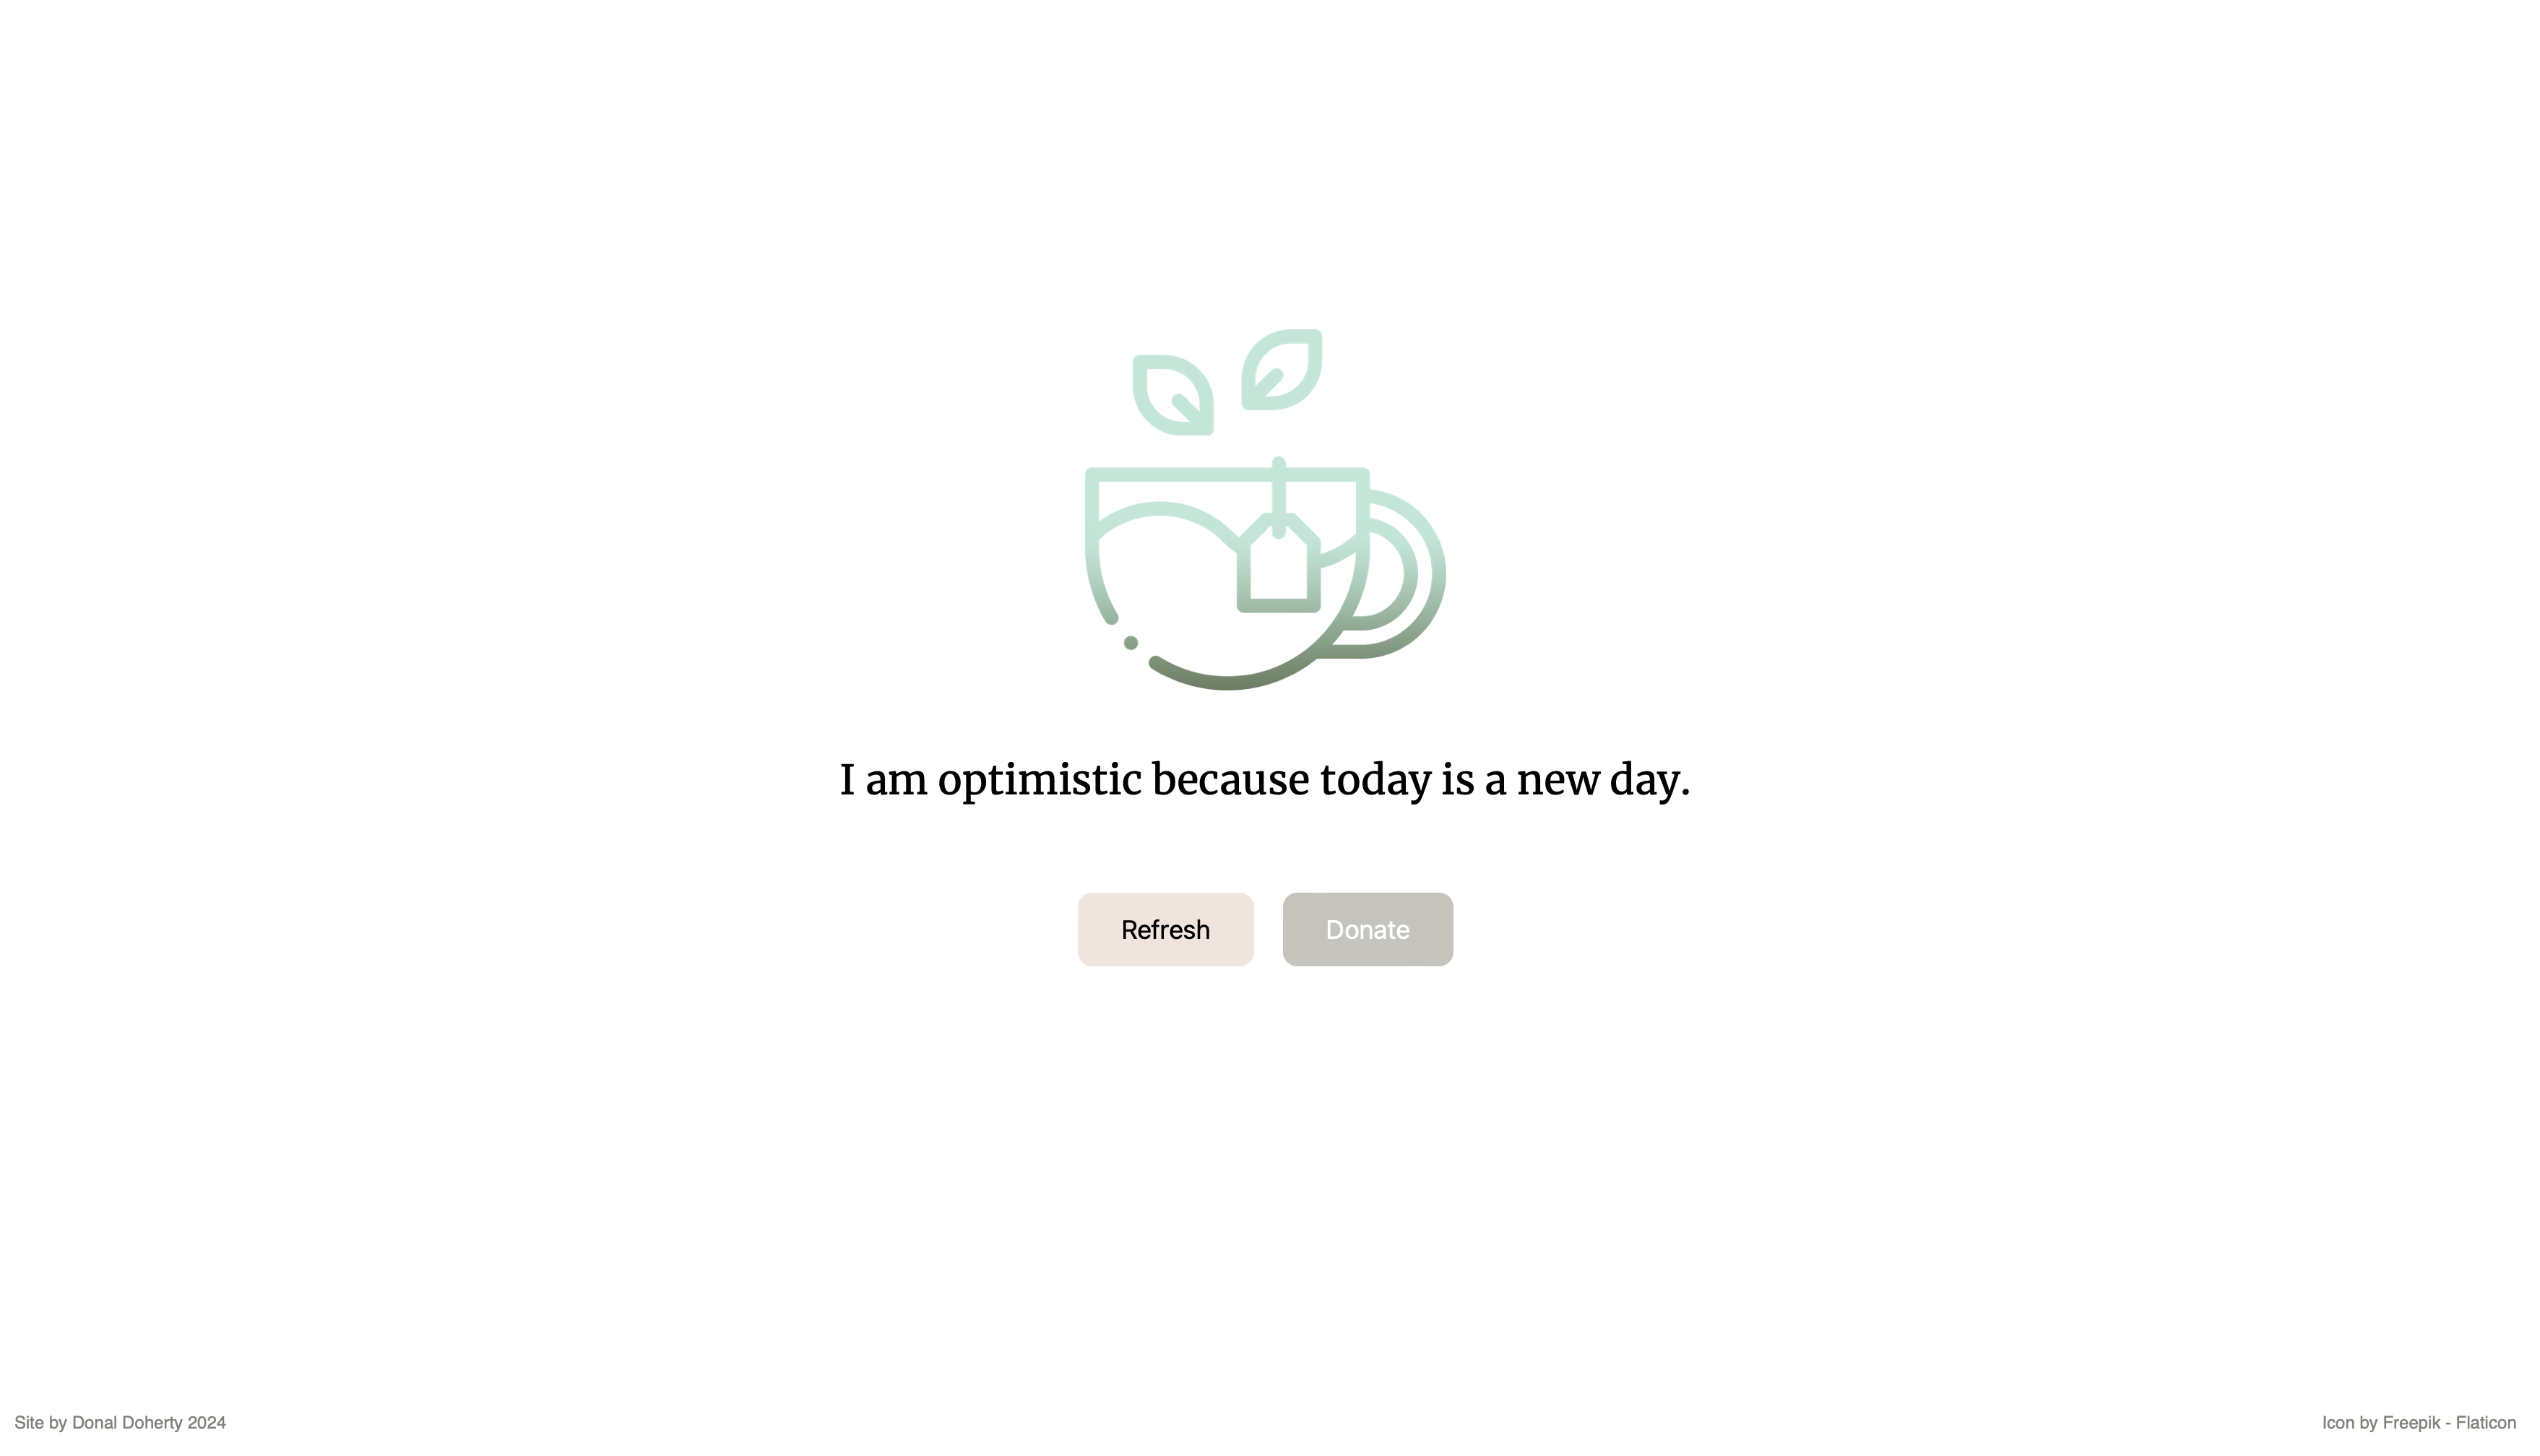 I am optimistic because today is a new day.
Refresh
Donate
Site by Donal Doherty 2024
Icon by Freepik - Flaticon